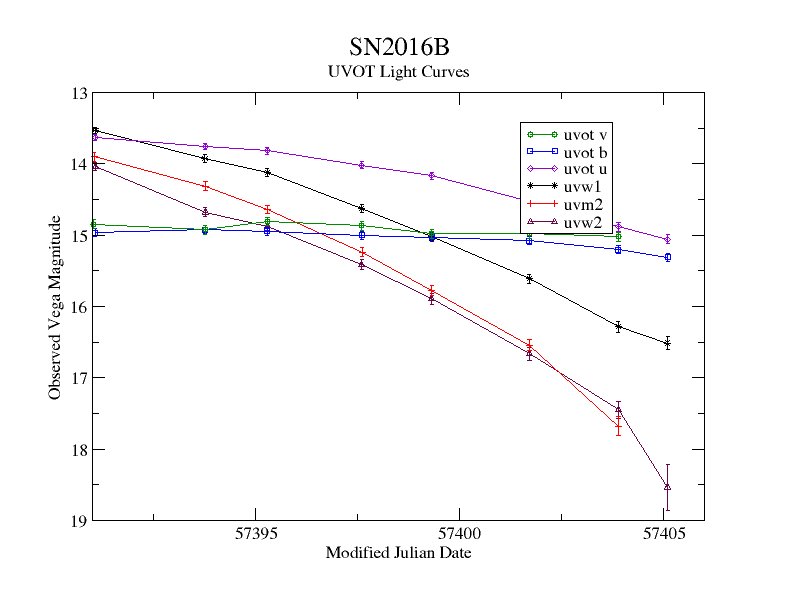 SN2016B
UVOT Light Curves
13
14
15
16
17
18
19
Observed Vega Magnitude
uvot v
uvot b
uvot u
uvw1
uvm2
uvw2
57395
57400
57405
Modified Julian Date